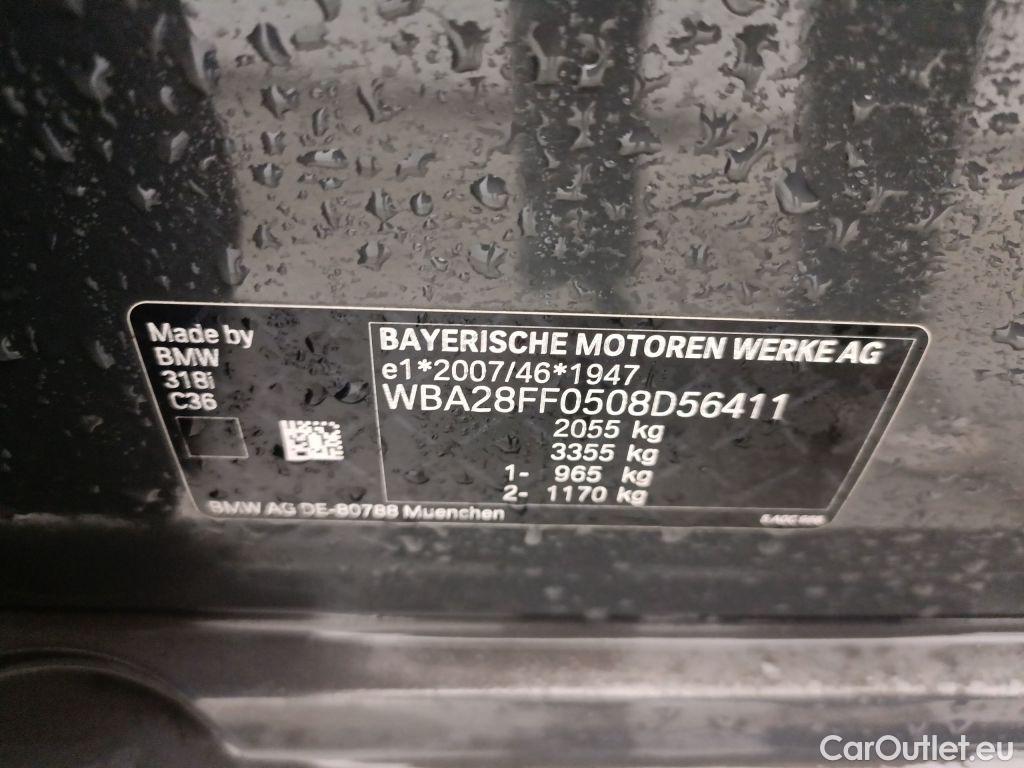 Made by
BMW
318i
C36
BAYERISCHE MOTOREN WERKE AG
e1*2007/46*1947
WBA28FF0508D56411
2055 kg
3355 kg
1- 965 kg
2- 1170 kg
BMW AG DE-80788 Muenchen
CarOutlet.eu